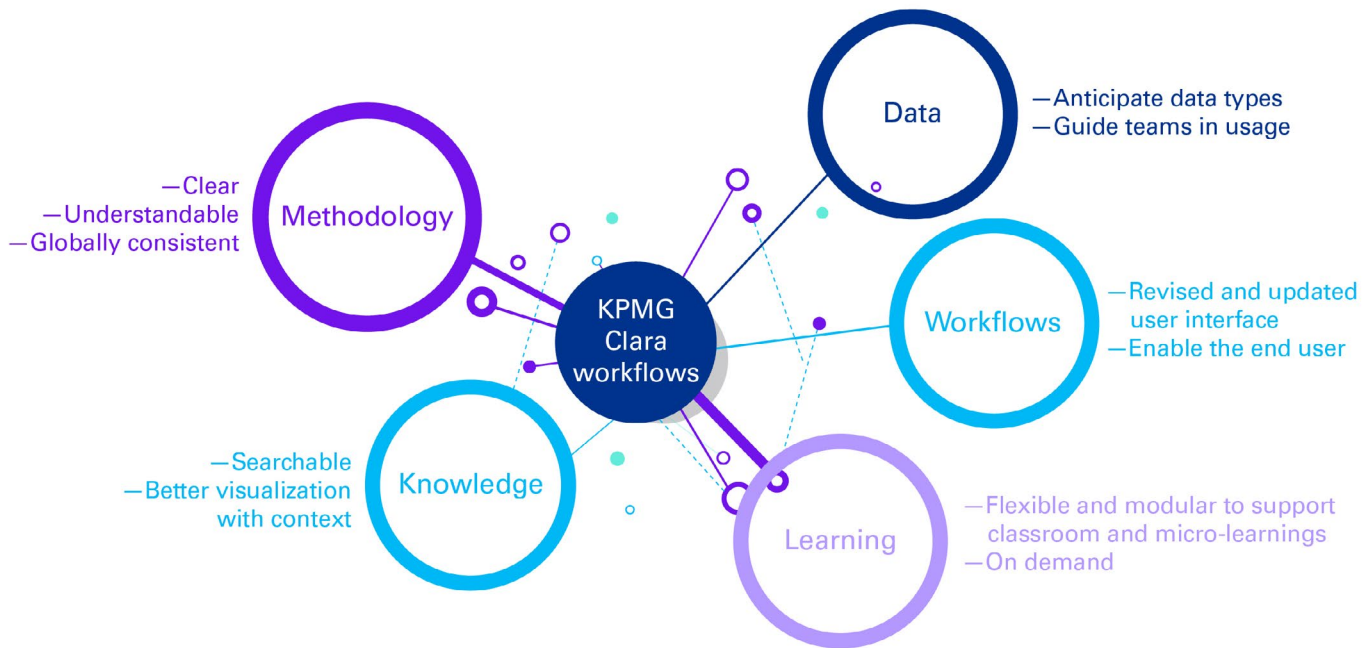 Data
—Anticipate data types
—Guide teams in usage
—Clear
—Understandable
—Globally consistent
Methodology
KPMG
Clara
workflows
Workflows
—Revised and updated
user interface
—Enable the end user
—Searchable
—Better visualization
with context
Knowledge
Learning
—Flexible and modular to support
classroom and micro-learnings
—On demand